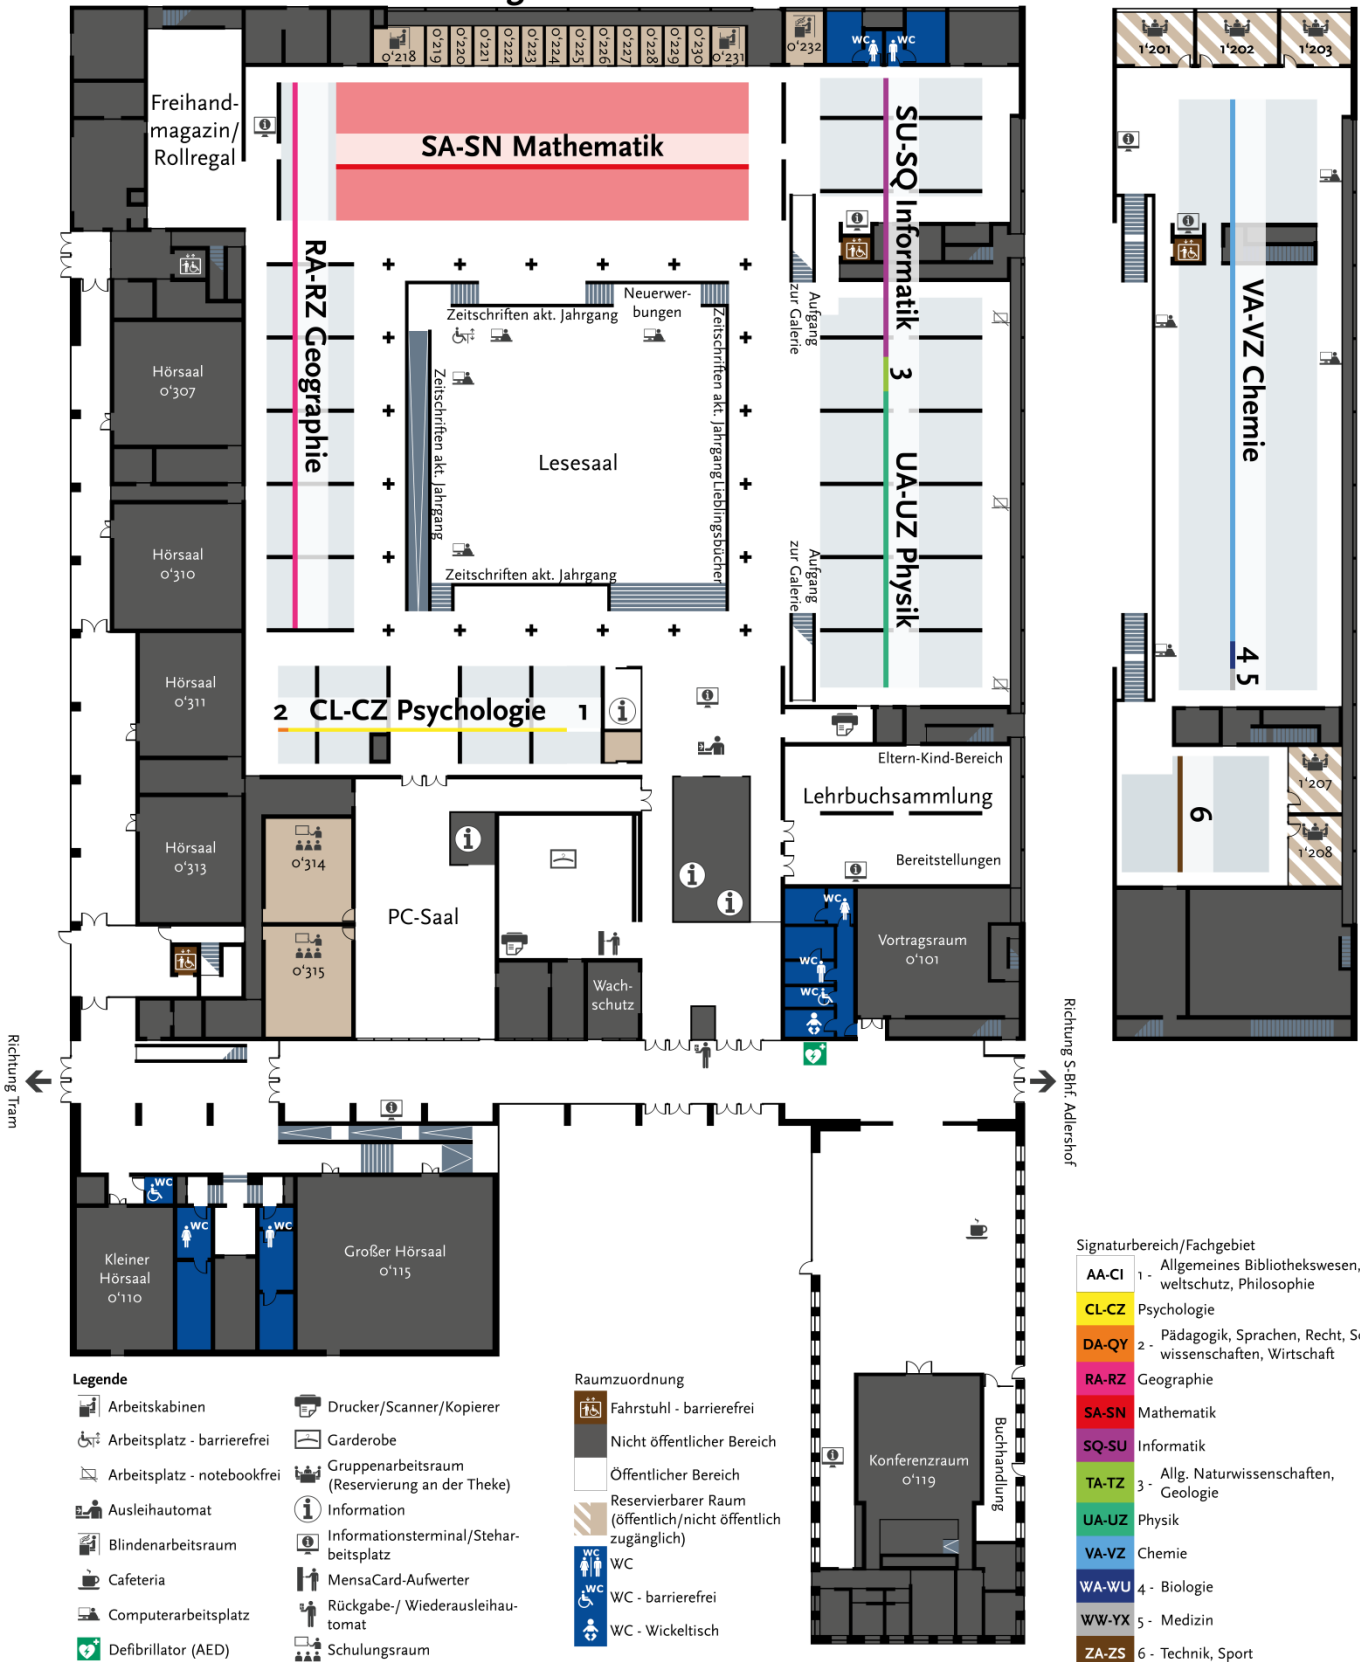 0'218
0'219
0'220
0'221
0'222
0'223
0'224
0'225
0'226
0'227
0'228
0'229
0'230
0'231
0'232
WC
WC
1'201
1'202
1'203
Freihand-
magazin/
Rollregal
SA-SN Mathematik
SU-SQ Informatik
RA-RZ Geographie
Aufgang
zur Galerie
Neuerwer-
bungen
Zeitschriften akt. Jahrgang
Zeitschriften akt. Jahrgang
Zeitschriften akt. Jahrgang
Lieblingsbücher
Lesesaal
Zeitschriften akt. Jahrgang
3
UA-UZ Physik
Aufgang
zur Galerie
VA-VZ Chemie
4
5
6
Hörsaal
0'307
Hörsaal
0'310
Hörsaal
0'311
Hörsaal
0'313
2 CL-CZ Psychologie 1
Eltern-Kind-Bereich
Lehrbuchsammlung
Bereitstellungen
1'207
1'208
0'314
0'315
PC-Saal
Wach-
schutz
WC
WC
WC
Vortragsraum
0'101
Richtung Tram
Richtung S-Bhf. Adlershof
WC
WC
WC
Kleiner
Hörsaal
0'110
Großer Hörsaal
0'115
Konferenzraum
0'119
Buchhandlung
Legende
Arbeitskabinen
Arbeitsplatz - barrierefrei
Arbeitsplatz - notebookfrei
Ausleihautomat
Blindenarbeitsraum
Cafeteria
Computerarbeitsplatz
Defibrillator (AED)
Drucker/Scanner/Kopierer
Garderobe
Gruppenarbeitsraum
(Reservierung an der Theke)
Information
Informationsterminal/Stehar-
beitsplatz
MensaCard-Aufwerter
Rückgabe-/ Wiederausleihau-
tomat
Schulungsraum
Raumzuordnung
Fahrstuhl - barrierefrei
Nicht öffentlicher Bereich
Öffentlicher Bereich
Reservierbarer Raum
(öffentlich/nicht öffentlich
zugänglich)
WC
WC
WC
WC - barrierefrei
WC - Wickeltisch
Signaturbereich/Fachgebiet
AA-CI 1 - Allgemeines Bibliothekswesen,
weltschutz, Philosophie
CL-CZ Psychologie
DA-QY 2 - Pädagogik, Sprachen, Recht,
wissenschaften, Wirtschaft
RA-RZ Geographie
SA-SN Mathematik
SQ-SU Informatik
TA-TZ 3 - Allg. Naturwissenschaften,
Geologie
UA-UZ Physik
VA-VZ Chemie
WA-WU 4 - Biologie
WW-YX 5 - Medizin
ZA-ZS 6 - Technik, Sport